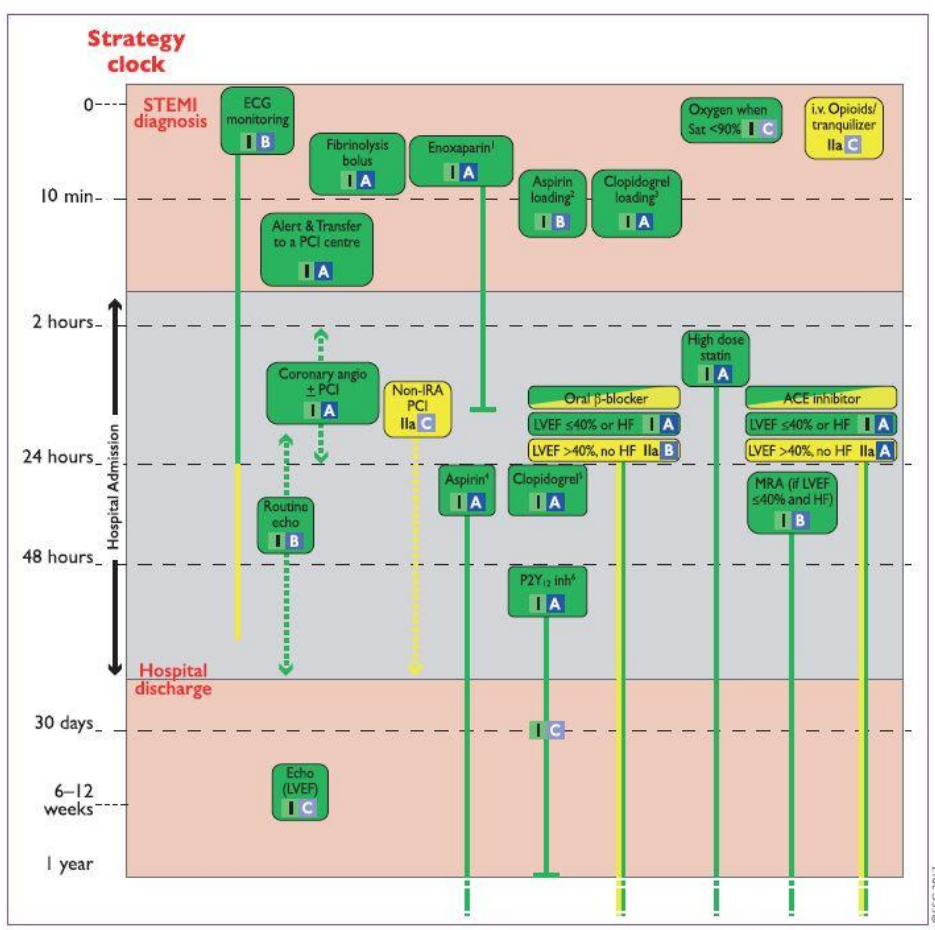 Strategy
clock
0
STEMI
diagnosis
ECG
monitoring
I B
Oxygen when
Sat <90% I C
i.v. Opioids/
tranquilizer
IIa C
Fibrinolysis
bolus
I A
Enoxaparin¹
I A
10 min
Aspirin
loading²
I B
Clopidogrel
loading³
I A
Alert & Transfer
to a PCI centre
I A
Hospital Admission
2 hours
High dose
statin
I A
Coronary angio
± PCI
I A
Non-IRA
PCI
IIa C
Oral β-blocker
LVEF ≤40% or HF I A
LVEF >40%, no HF IIa B
ACE inhibitor
LVEF ≤40% or HF I A
LVEF >40%, no HF IIa A
24 hours
Aspirin⁴
I A
Clopidogrel⁵
I A
MRA (if LVEF
≤40% and HF)
I B
Routine
echo
I B
48 hours
P2Y₁₂ inh⁶
I A
Hospital
discharge
30 days
I C
Echo
(LVEF)
I C
6–12
weeks
1 year